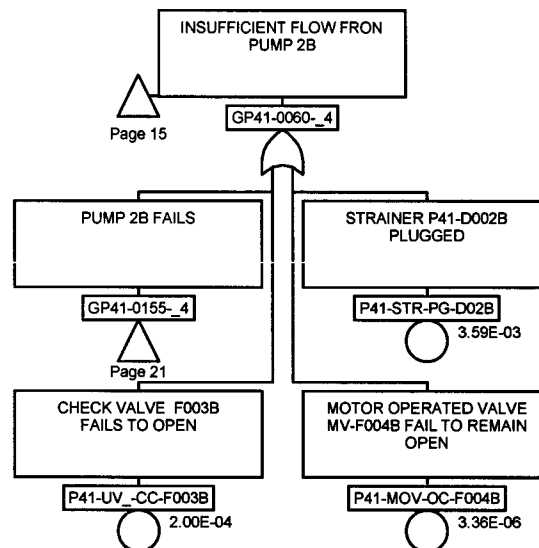 INSUFFICIENT FLOW FRON
PUMP 2B
GP41-0060-_4
Page 15
PUMP 2B FAILS
GP41-0155-_4
Page 21
STRAINER P41-D002B
PLUGGED
P41-STR-PG-D02B
3.59E-03
CHECK VALVE F003B
FAILS TO OPEN
P41-UV_-CC-F003B
2.00E-04
MOTOR OPERATED VALVE
MV-F004B FAIL TO REMAIN
OPEN
P41-MOV-OC-F004B
3.36E-06